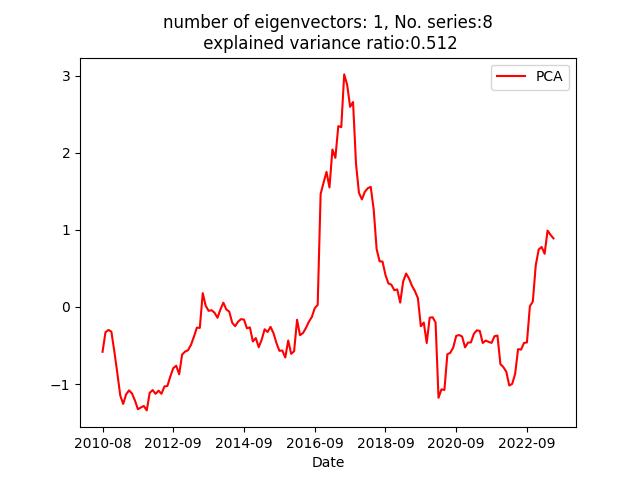 number of eigenvectors: 1, No. series:8
explained variance ratio:0.512
PCA
3
2
1
0
−1
2010-08 2012-09 2014-09 2016-09 2018-09 2020-09 2022-09
Date